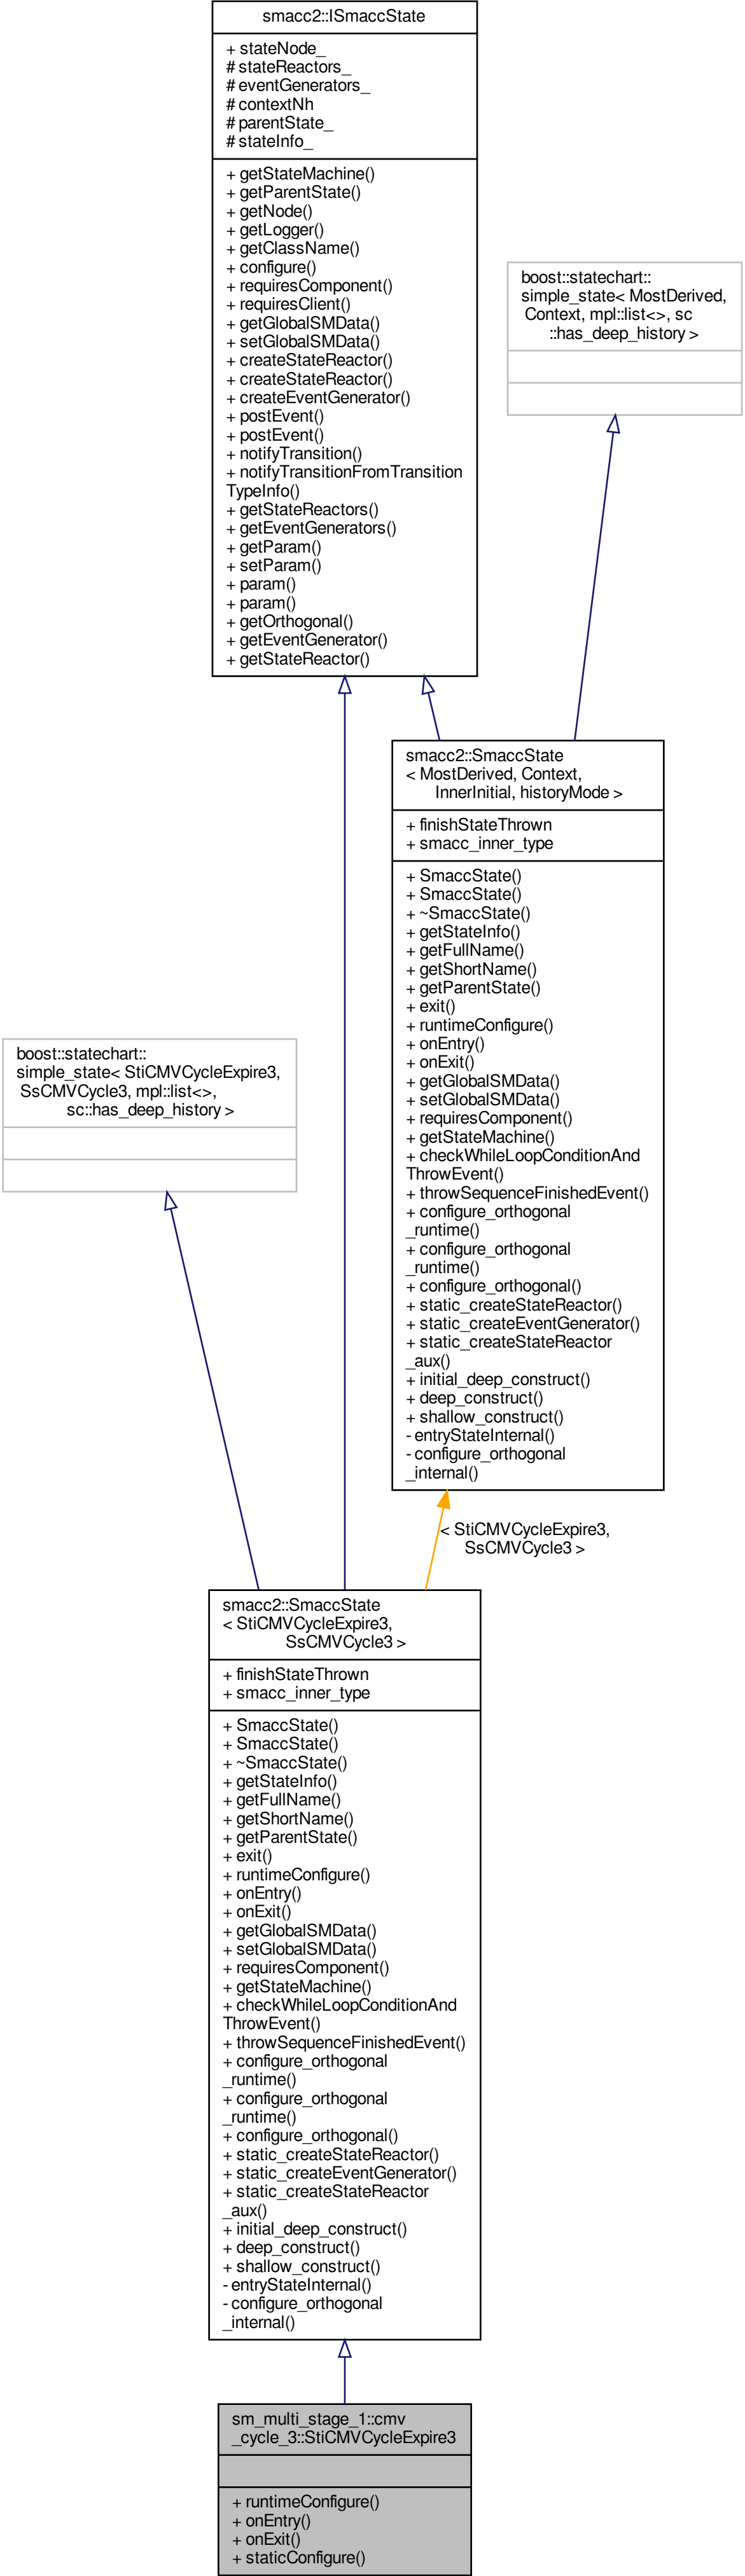 smacc2::ISmaccState
+ stateNode_
# stateReactors_
# eventGenerators_
# contextNh
# parentState_
# stateInfo_
+ getStateMachine()
+ getParentState()
+ getNode()
+ getLogger()
+ getClassName()
+ configure()
+ requiresComponent()
+ requiresClient()
+ getGlobalSMData()
+ setGlobalSMData()
+ createStateReactor()
+ createStateReactor()
+ createEventGenerator()
+ postEvent()
+ postEvent()
+ notifyTransition()
+ notifyTransitionFromTransition
TypeInfo()
+ getStateReactors()
+ getEventGenerators()
+ getParam()
+ setParam()
+ param()
+ param()
+ getOrthogonal()
+ getEventGenerator()
+ getStateReactor()
boost::statechart::
simple_state< MostDerived,
Context, mpl::list<>, sc
::has_deep_history >
smacc2::SmaccState
< MostDerived, Context,
InnerInitial, historyMode >
+ finishStateThrown
+ smacc_inner_type
+ SmaccState()
+ SmaccState()
+ ~SmaccState()
+ getStateInfo()
+ getFullName()
+ getShortName()
+ getParentState()
+ exit()
+ runtimeConfigure()
+ onEntry()
+ onExit()
+ getGlobalSMData()
+ setGlobalSMData()
+ requiresComponent()
+ getStateMachine()
+ checkWhileLoopConditionAnd
ThrowEvent()
+ throwSequenceFinishedEvent()
+ configure_orthogonal
_runtime()
+ configure_orthogonal
_runtime()
+ configure_orthogonal()
+ static_createStateReactor()
+ static_createEventGenerator()
+ static_createStateReactor
_aux()
+ initial_deep_construct()
+ deep_construct()
+ shallow_construct()
- entryStateInternal()
- configure_orthogonal
_internal()
boost::statechart::
simple_state< StiCMVCycleExpire3,
SsCMVCycle3, mpl::list<>,
sc::has_deep_history >
< StiCMVCycleExpire3,
SsCMVCycle3 >
smacc2::SmaccState
< StiCMVCycleExpire3,
SsCMVCycle3 >
+ finishStateThrown
+ smacc_inner_type
+ SmaccState()
+ SmaccState()
+ ~SmaccState()
+ getStateInfo()
+ getFullName()
+ getShortName()
+ getParentState()
+ exit()
+ runtimeConfigure()
+ onEntry()
+ onExit()
+ getGlobalSMData()
+ setGlobalSMData()
+ requiresComponent()
+ getStateMachine()
+ checkWhileLoopConditionAnd
ThrowEvent()
+ throwSequenceFinishedEvent()
+ configure_orthogonal
_runtime()
+ configure_orthogonal
_runtime()
+ configure_orthogonal()
+ static_createStateReactor()
+ static_createEventGenerator()
+ static_createStateReactor
_aux()
+ initial_deep_construct()
+ deep_construct()
+ shallow_construct()
- entryStateInternal()
- configure_orthogonal
_internal()
sm_multi_stage_1::cmv
_cycle_3::StiCMVCycleExpire3
+ runtimeConfigure()
+ onEntry()
+ onExit()
+ staticConfigure()